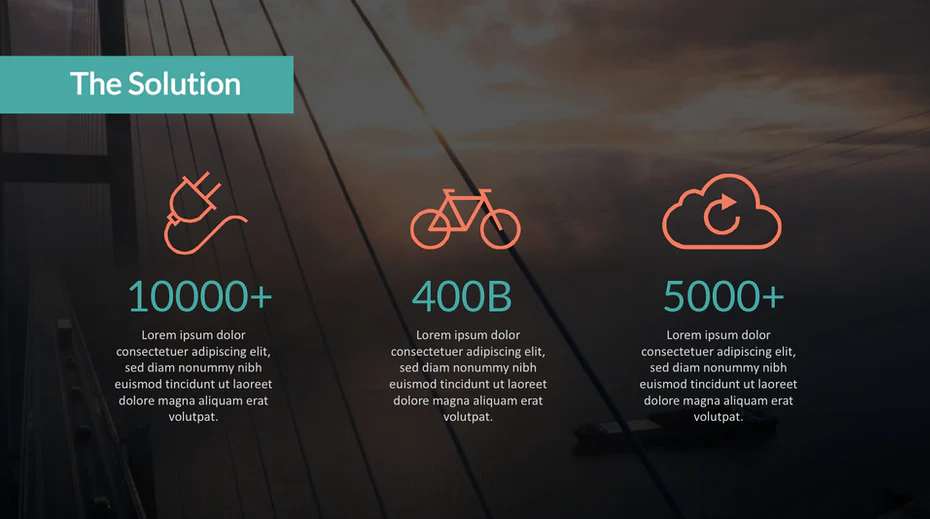 The Solution
10000+
Lorem ipsum dolor
consectetuer adipiscing elit,
sed diam nonummy nibh
euismod tincidunt ut laoreet
dolore magna aliquam erat
volutpat.
400B
Lorem ipsum dolor
consectetuer adipiscing elit,
sed diam nonummy nibh
euismod tincidunt ut laoreet
dolore magna aliquam erat
volutpat.
5000+
Lorem ipsum dolor
consectetuer adipiscing elit,
sed diam nonummy nibh
euismod tincidunt ut laoreet
dolore magna aliquam erat
volutpat.